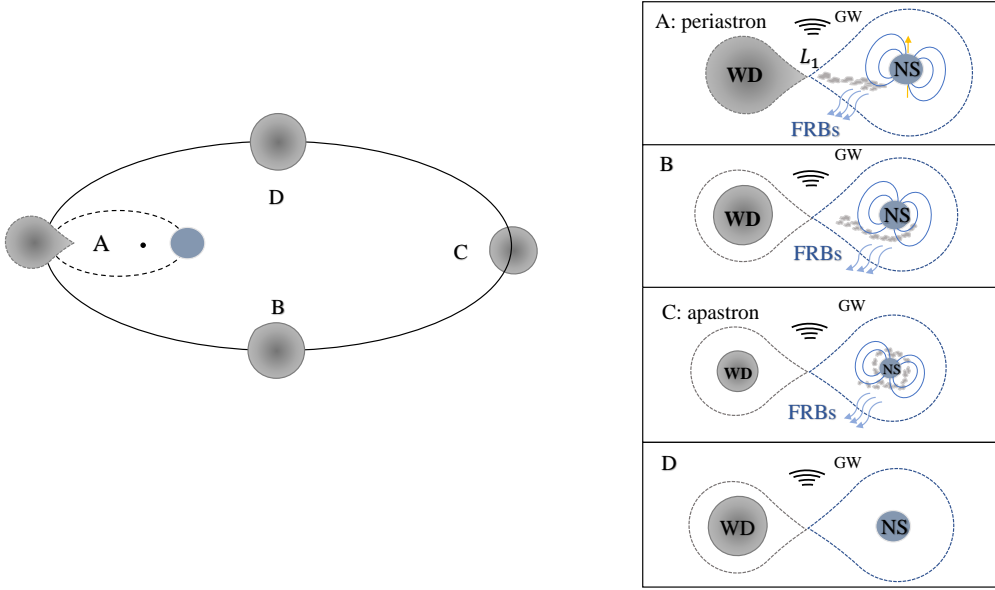 D
A
C
B
A: periastron
GW
L₁
WD
NS
FRBs
B
GW
WD
NS
FRBs
C: apastron
GW
WD
NS
FRBs
D
GW
WD
NS